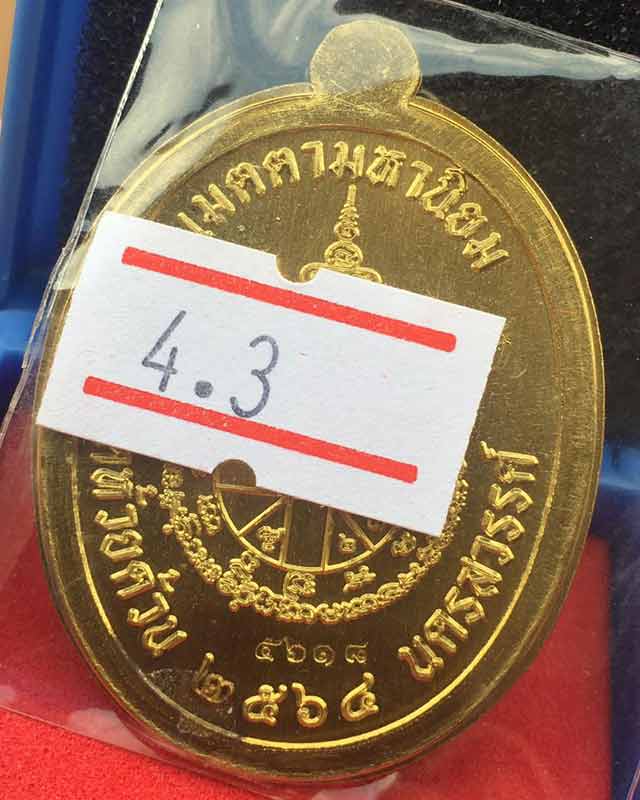 เมตตามหานิยม
4.3
ห้วยด้วน ๒๕๖๔ นครสวรรค์
๕๖๑๘